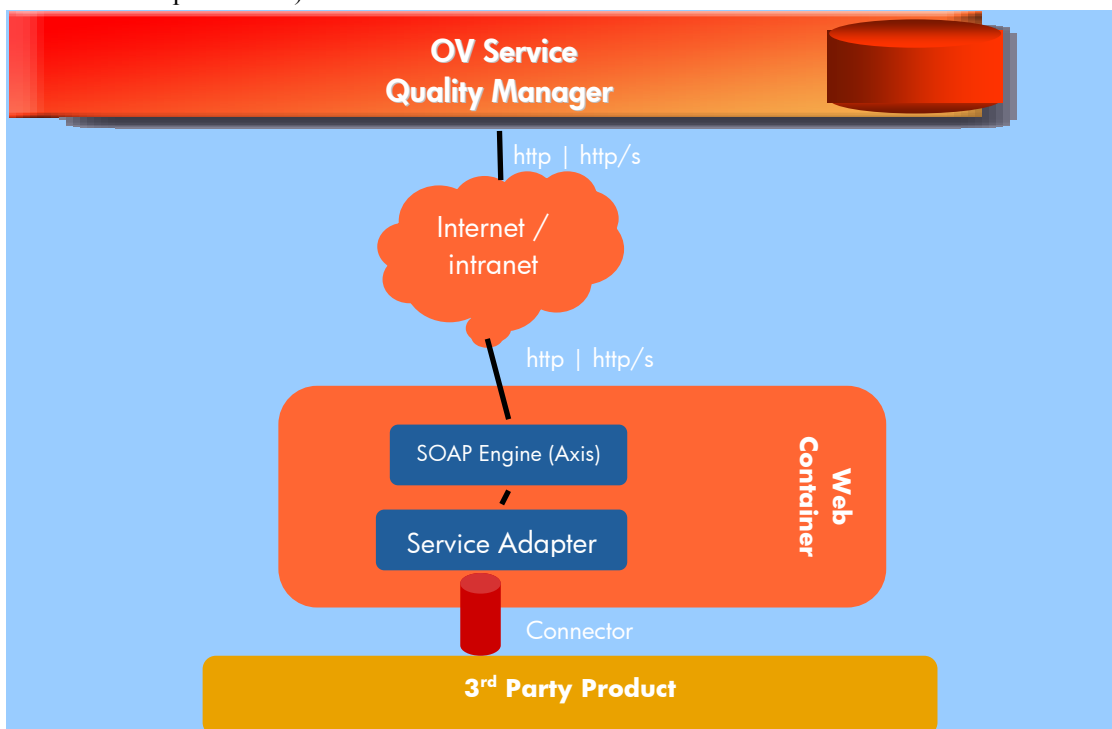 OV Service
Quality Manager
http | http/s
Internet /
intranet
http | http/s
SOAP Engine (Axis)
Web
Container
Service Adapter
Connector
3rd Party Product